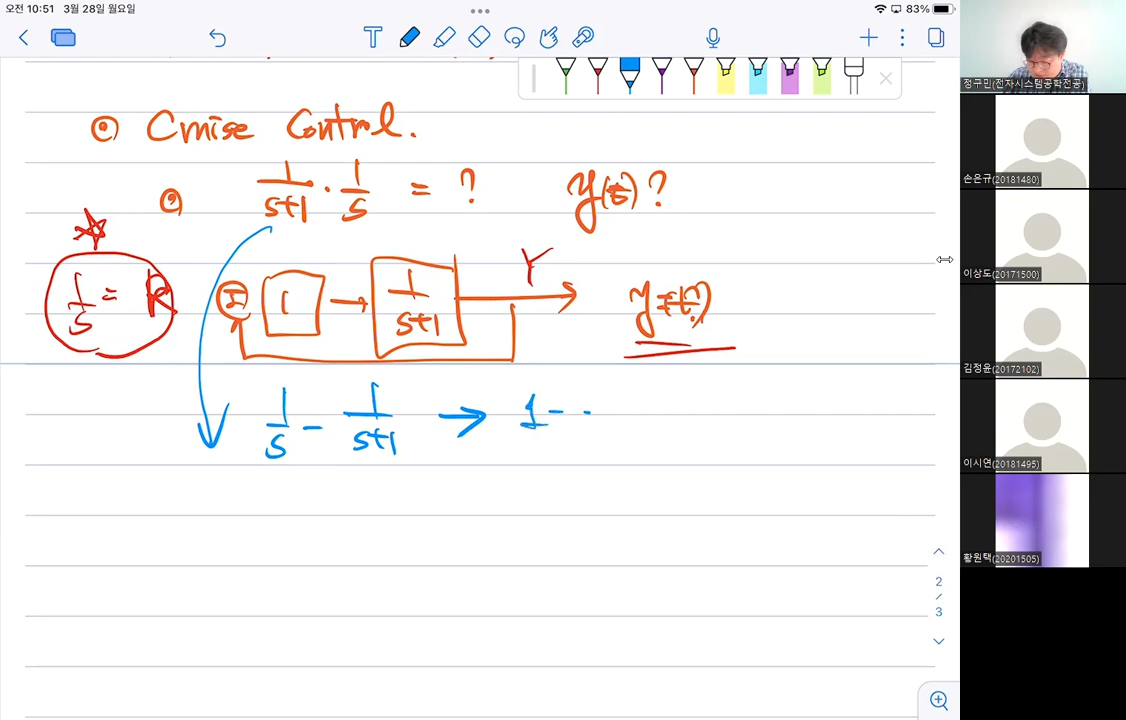 오전 10:51 3월 28일 월요일
83%
T
Cruise Control.
1/(s+1) · 1/s = ? y(t)?
1/s = R
Σ 1 → 1/(s+1) Y y(t)?
1/s - 1/(s+1) → 1 -
2
/
3
정구민(전자시스템공학전공)
손은규(20181480)
이상도(20171500)
김정윤(20172102)
이시연(20181495)
황원택(20201505)